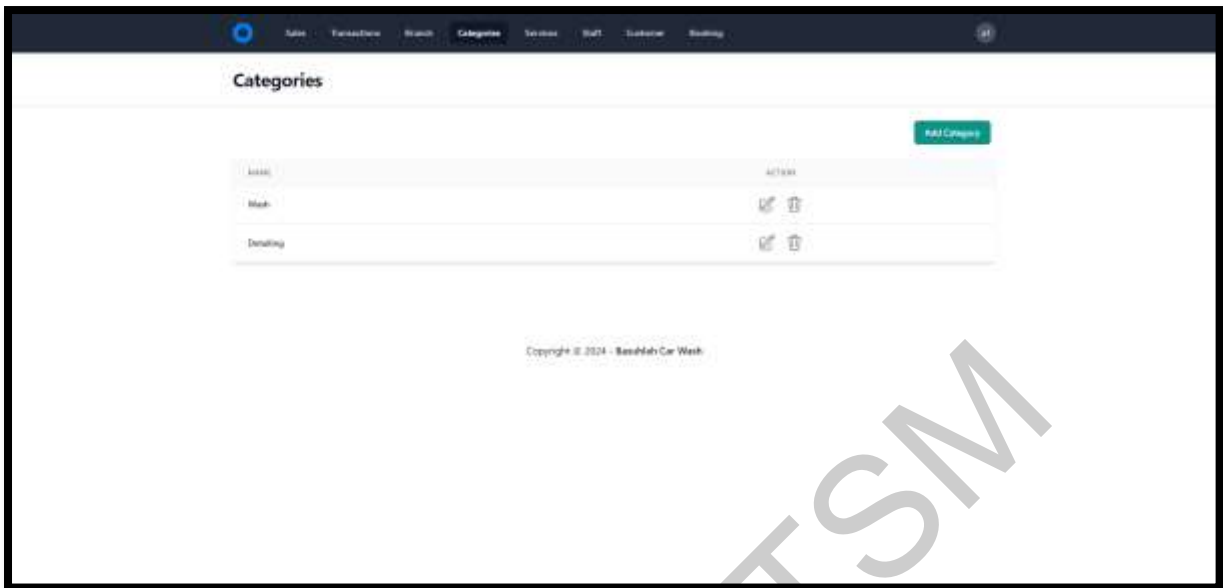 Sales Transactions Branch Categories Services Staff Customer Booking
Categories
Add Category
NAME ACTION
Wash
Detailing
Copyright © 2024 - Basuhlah Car Wash
TSM